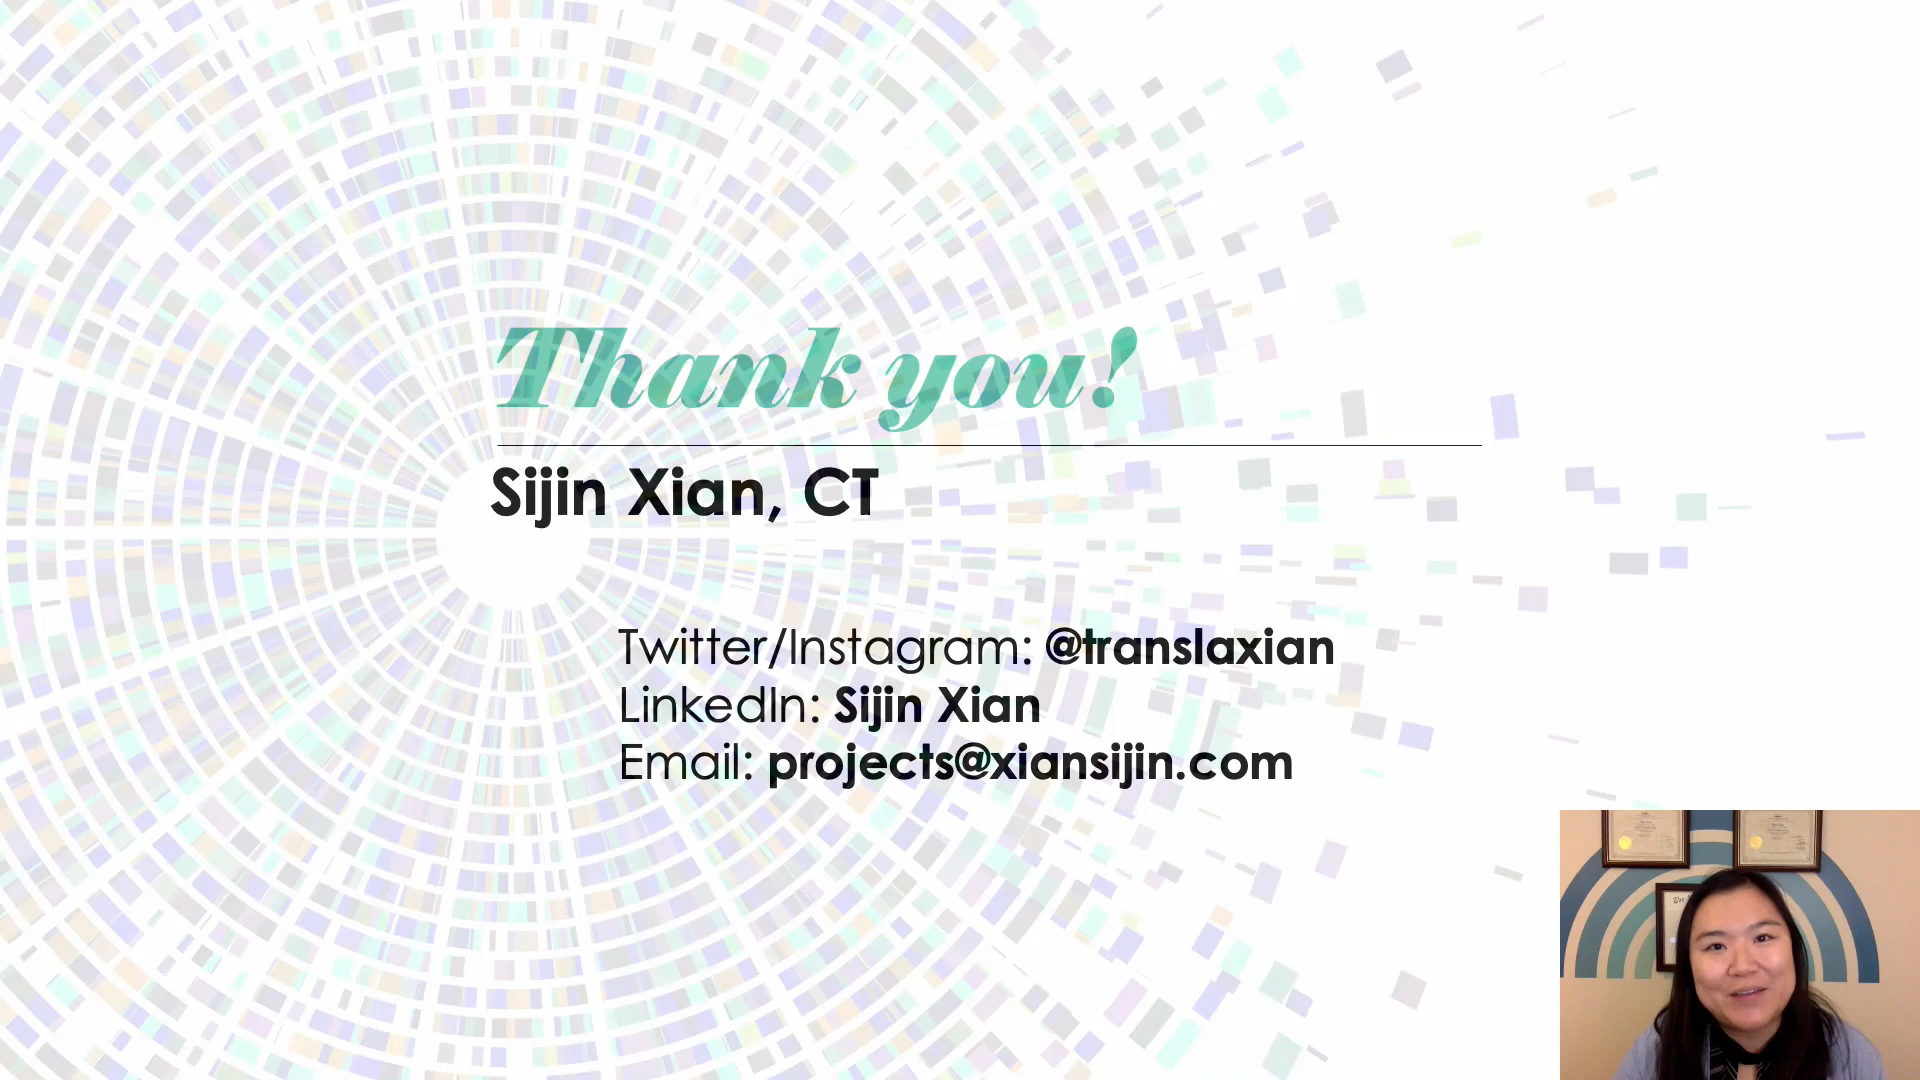 Thank you!
Sijin Xian, CT
Twitter/Instagram: @translaxian
LinkedIn: Sijin Xian
Email: projects@xiansijin.com